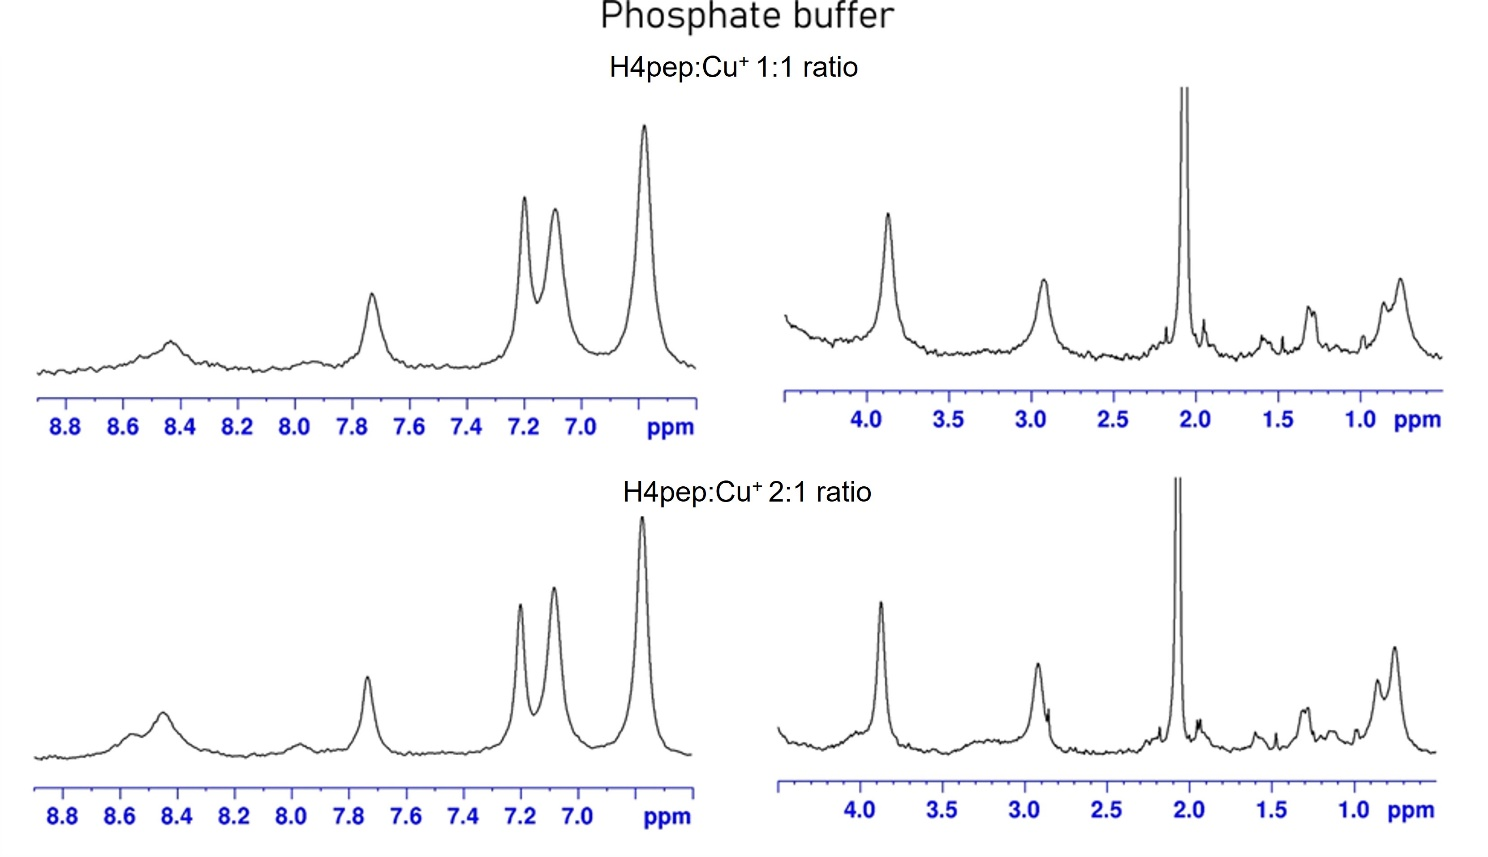 Phosphate buffer
H4pep:Cu⁺ 1:1 ratio
8.8 8.6 8.4 8.2 8.0 7.8 7.6 7.4 7.2 7.0 ppm
4.0 3.5 3.0 2.5 2.0 1.5 1.0 ppm
H4pep:Cu⁺ 2:1 ratio
8.8 8.6 8.4 8.2 8.0 7.8 7.6 7.4 7.2 7.0 ppm
4.0 3.5 3.0 2.5 2.0 1.5 1.0 ppm